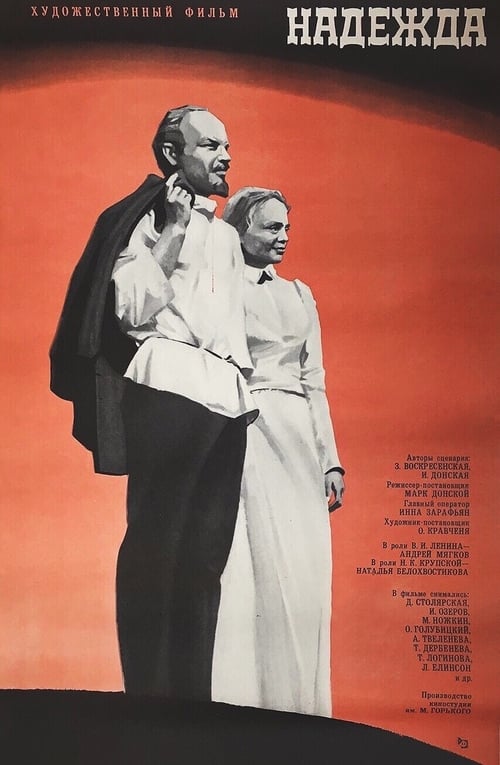 ХУДОЖЕСТВЕННЫЙ ФИЛЬМ
НАДЕЖДА
Авторы сценария:
З. ВОСКРЕСЕНСКАЯ,
И. ДОНСКАЯ
Режиссер-постановщик
МАРК ДОНСКОЙ
Главный оператор
ИННА ЗАРАФЬЯН
Художник-постановщик
О. КРАВЧЕНЯ
В роли В. И. ЛЕНИНА—
АНДРЕЙ МЯГКОВ
В роли Н. К. КРУПСКОЙ—
НАТАЛЬЯ БЕЛОХВОСТИКОВА
В фильме снимались:
Д. СТОЛЯРСКАЯ,
И. ОЗЕРОВ,
М. НОЖКИН,
О. ГОЛУБИЦКИЙ,
А. ТВЕЛЕНЕВА,
Т. ДЕРБЕНЕВА,
Т. ЛОГИНОВА,
Л. ЕЛИНСОН
и др.
Производство
киностудии
им. М. ГОРЬКОГО